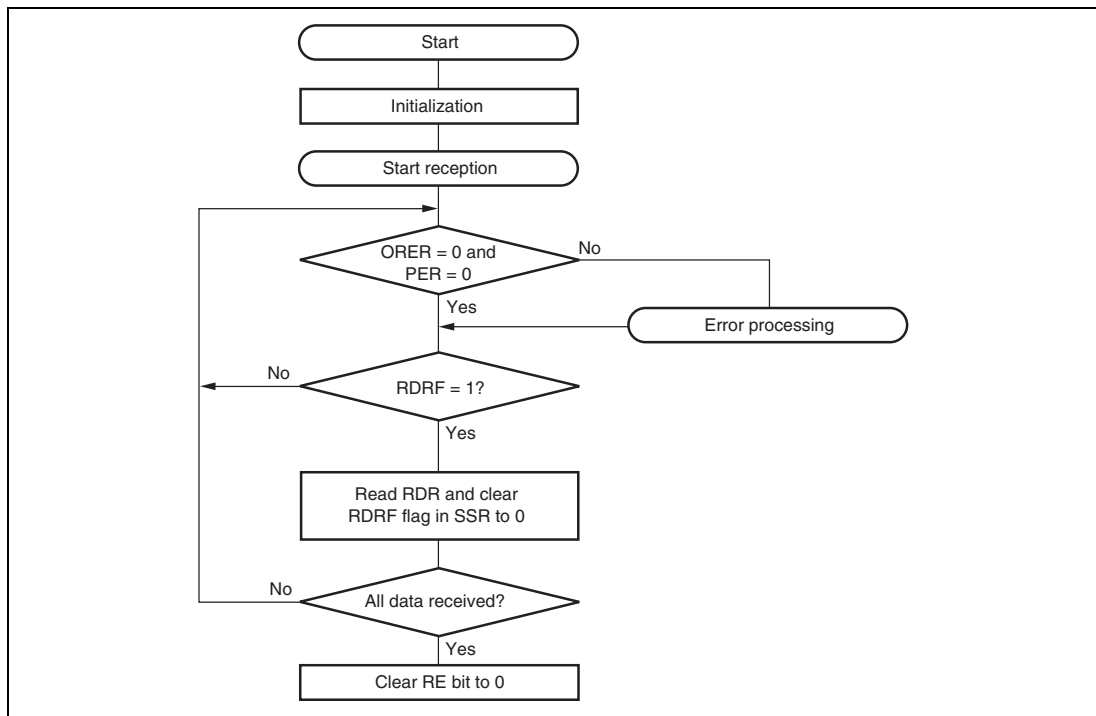 Start
Initialization
Start reception
ORER = 0 and
PER = 0
No
Yes
Error processing
No
RDRF = 1?
Yes
Read RDR and clear
RDRF flag in SSR to 0
No
All data received?
Yes
Clear RE bit to 0